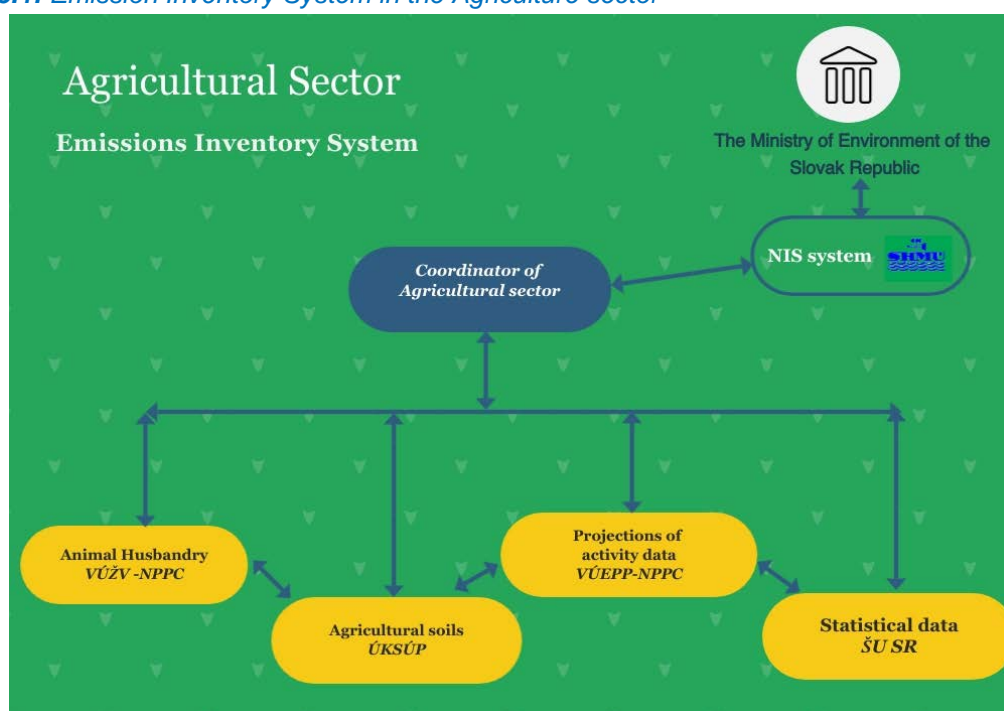 Emission Inventory System in the Agriculture sector
Agricultural Sector
Emissions Inventory System
The Ministry of Environment of the
Slovak Republic
NIS system SHMU
Coordinator of
Agricultural sector
Animal Husbandry
VÚŽV -NPPC
Agricultural soils
ÚKSÚP
Projections of
activity data
VÚEPP-NPPC
Statistical data
ŠU SR